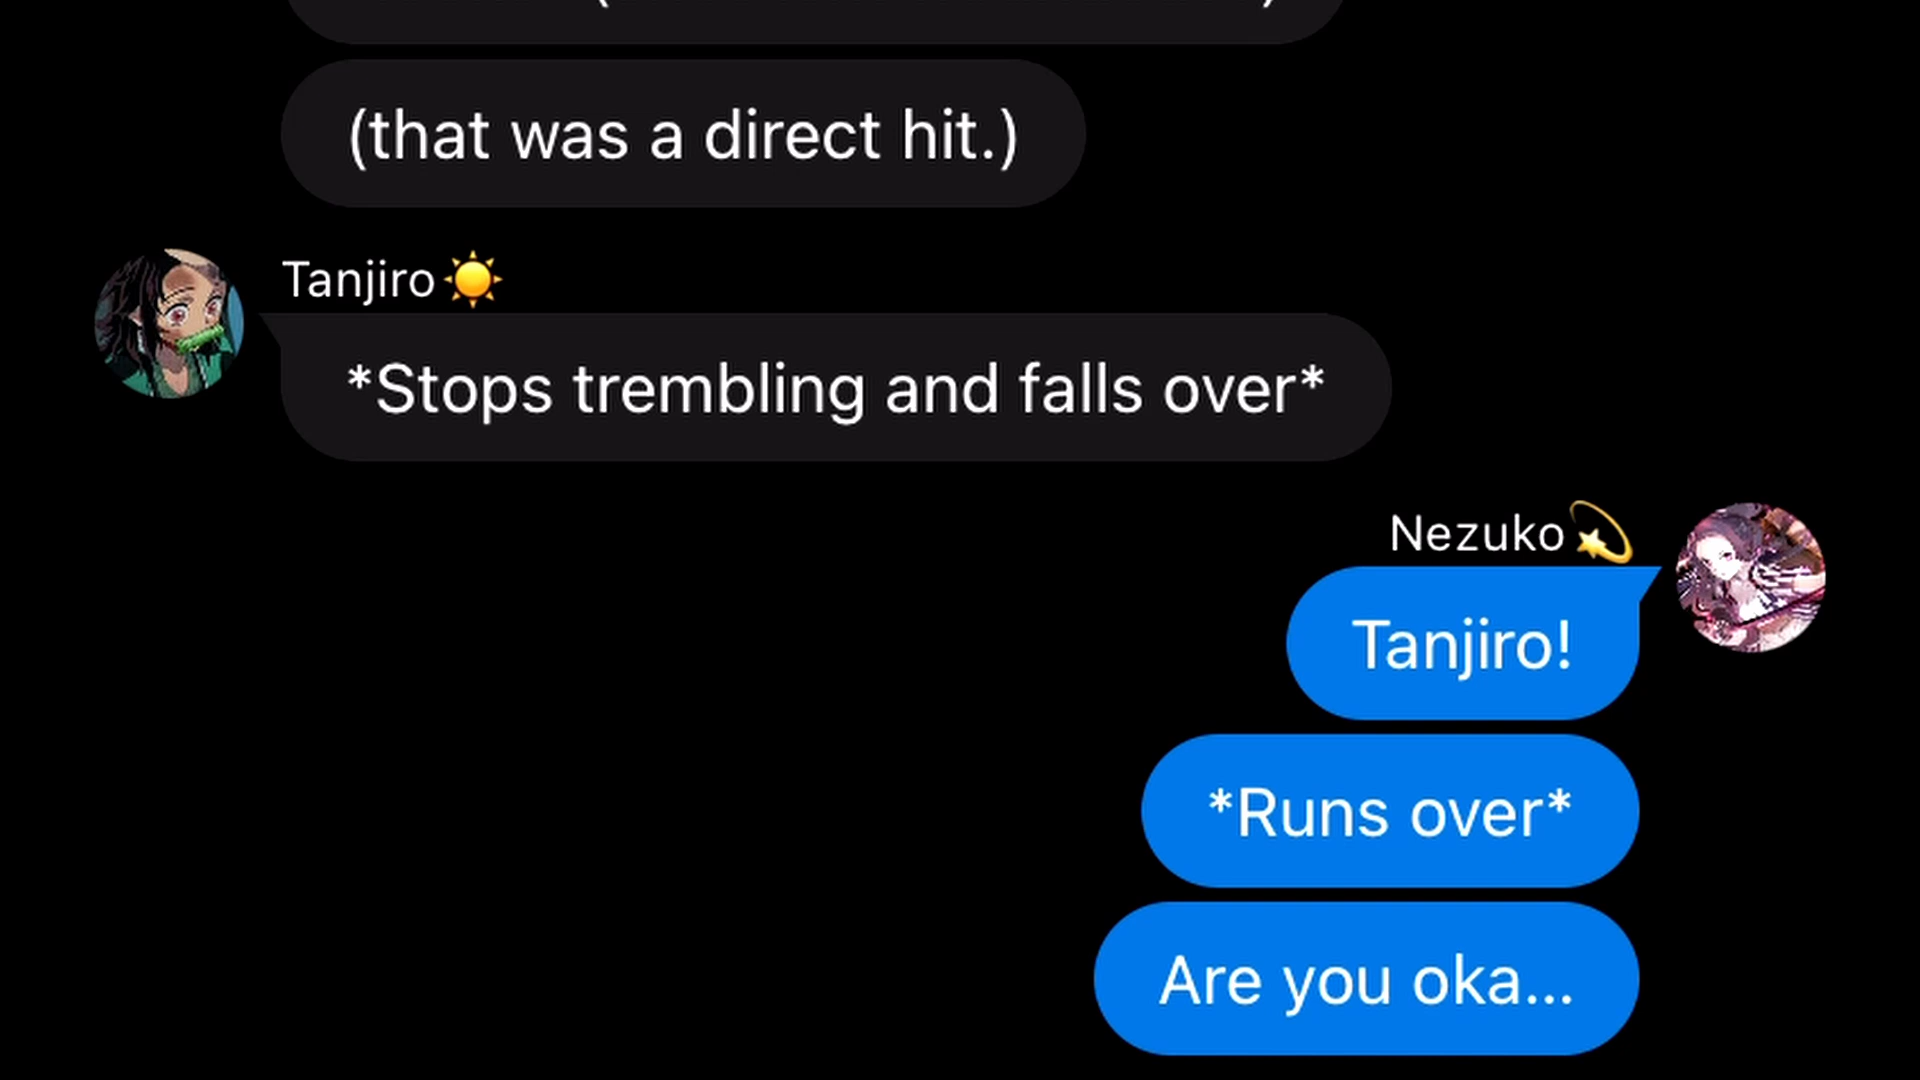 (that was a direct hit.)
Tanjiro☀️
*Stops trembling and falls over*
Nezuko💫
Tanjiro!
*Runs over*
Are you oka...